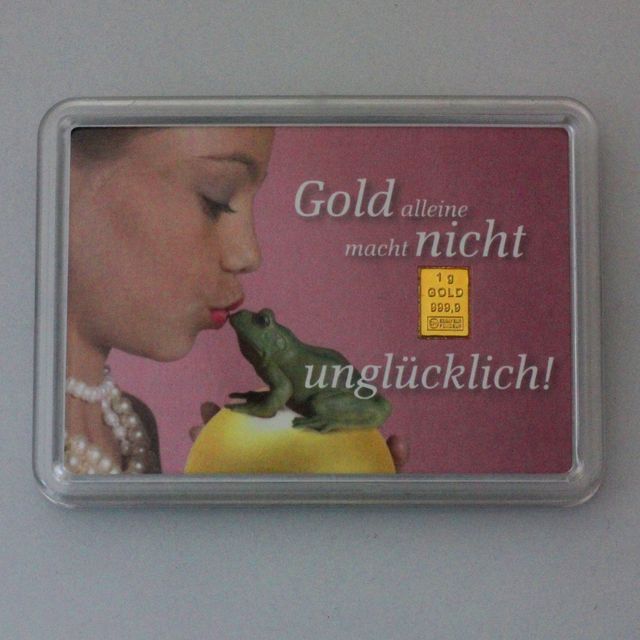 Gold alleine
macht nicht
1 g
GOLD
999,9
unglücklich!